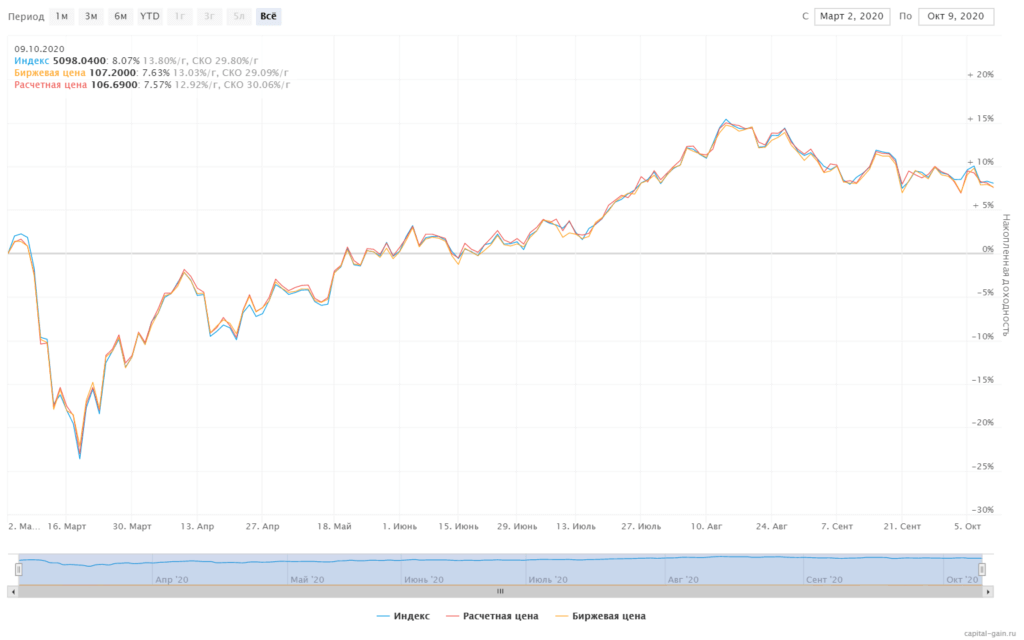 Период 1м 3м 6м YTD 1г 3г 5л Всё С Март 2, 2020 По Окт 9, 2020
09.10.2020
Индекс 5098.0400: 8.07% 13.80%/г, СКО 29.80%/г
Биржевая цена 107.2000: 7.63% 13.03%/г, СКО 29.09%/г
Расчетная цена 106.6900: 7.57% 12.92%/г, СКО 30.06%/г
+ 20%
+ 15%
+ 10%
+ 5%
0%
−5%
−10%
−15%
−20%
−25%
−30%
Накопленная доходность
2. Ма... 16. Март 30. Март 13. Апр 27. Апр 18. Май 1. Июнь 15. Июнь 29. Июнь 13. Июль 27. Июль 10. Авг 24. Авг 7. Сент 21. Сент 5. Окт
Апр '20 Май '20 Июнь '20 Июль '20 Авг '20 Сент '20 Окт '20
Индекс Расчетная цена Биржевая цена
capital-gain.ru